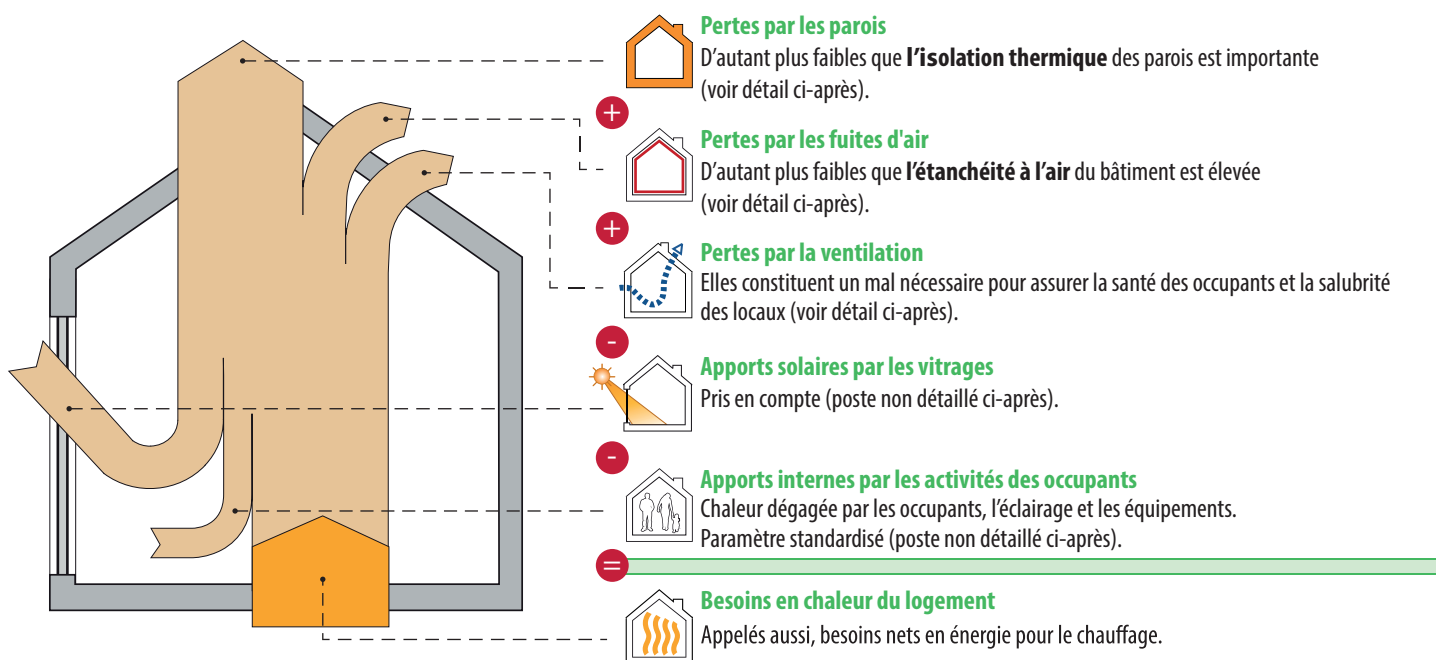 Pertes par les parois
D'autant plus faibles que l'isolation thermique des parois est importante
(voir détail ci-après).
+
Pertes par les fuites d'air
D'autant plus faibles que l'étanchéité à l'air du bâtiment est élevée
(voir détail ci-après).
+
Pertes par la ventilation
Elles constituent un mal nécessaire pour assurer la santé des occupants et la salubrité
des locaux (voir détail ci-après).
-
Apports solaires par les vitrages
Pris en compte (poste non détaillé ci-après).
-
Apports internes par les activités des occupants
Chaleur dégagée par les occupants, l'éclairage et les équipements.
Paramètre standardisé (poste non détaillé ci-après).
=
Besoins en chaleur du logement
Appelés aussi, besoins nets en énergie pour le chauffage.